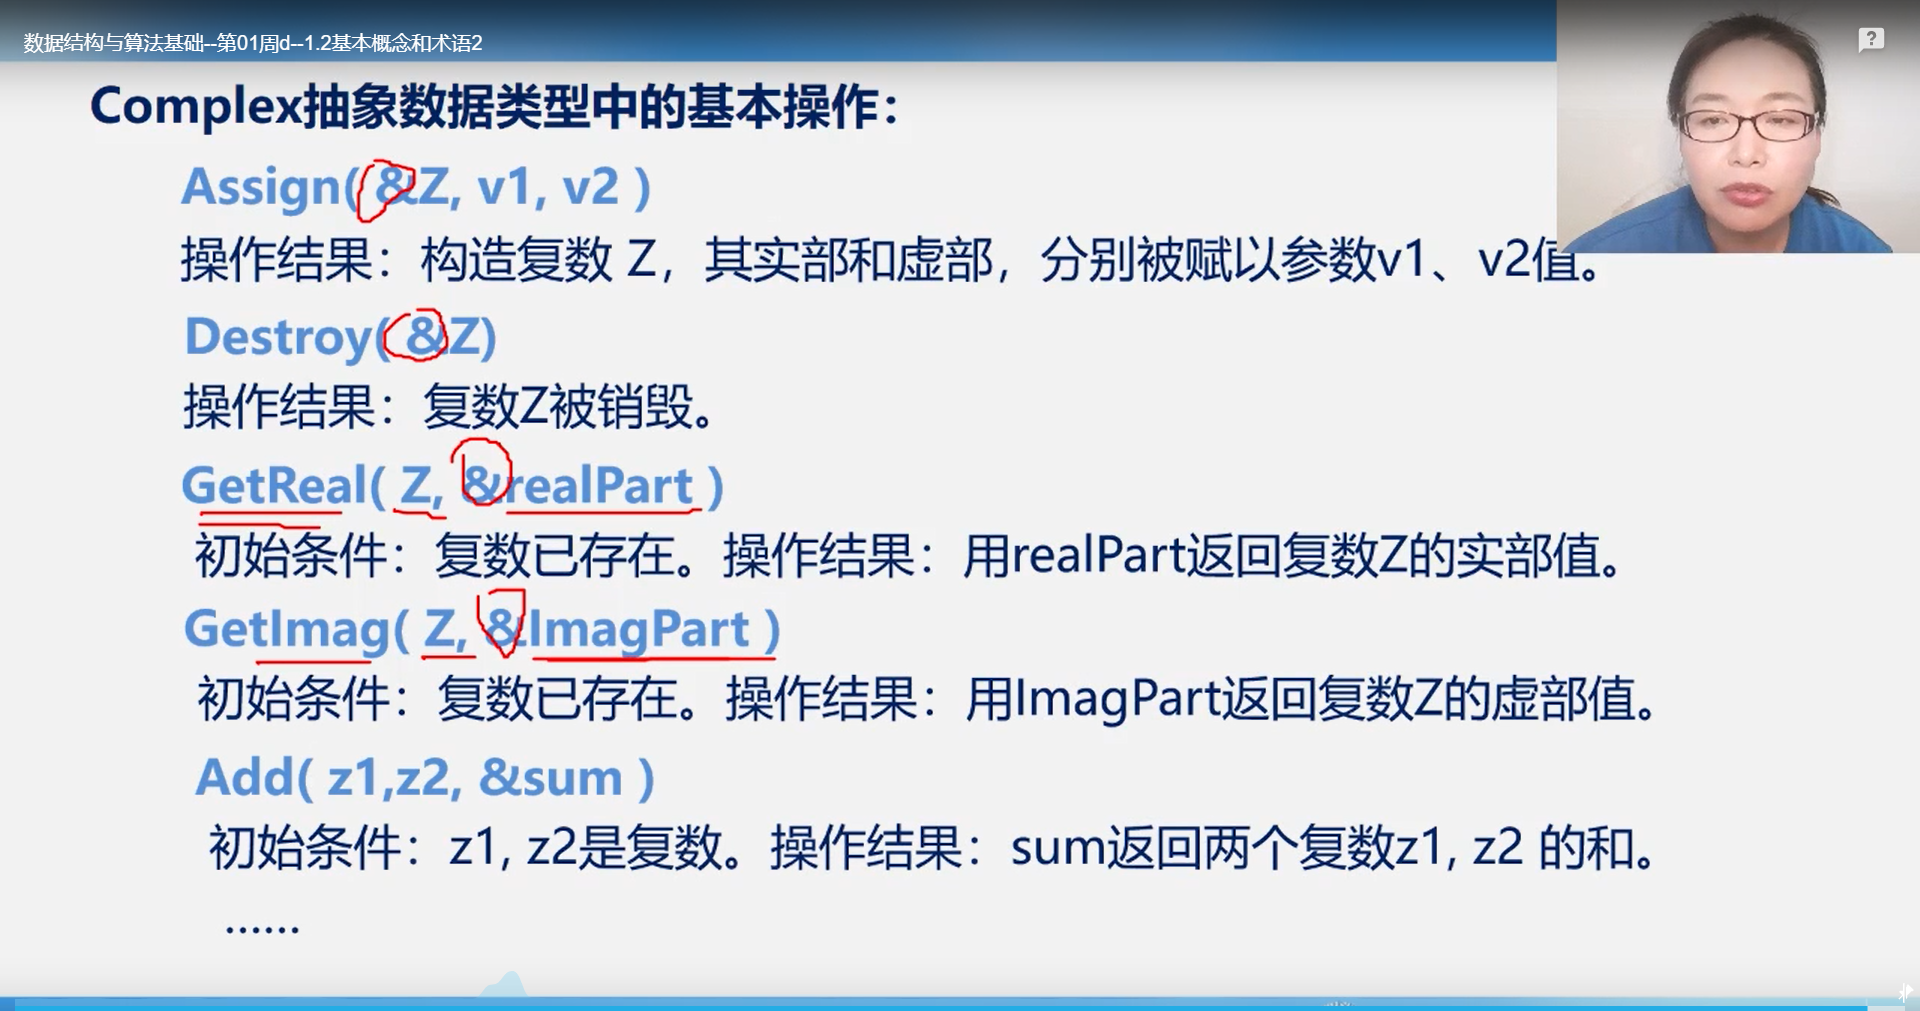 数据结构与算法基础--第01周d--1.2基本概念和术语2
Complex抽象数据类型中的基本操作：
Assign( &Z, v1, v2 )
操作结果：构造复数 Z，其实部和虚部，分别被赋以参数v1、v2值。
Destroy( &Z)
操作结果：复数Z被销毁。
GetReal( Z, &realPart )
初始条件：复数已存在。操作结果：用realPart返回复数Z的实部值。
GetImag( Z, &ImagPart )
初始条件：复数已存在。操作结果：用ImagPart返回复数Z的虚部值。
Add( z1,z2, &sum )
初始条件：z1, z2是复数。操作结果：sum返回两个复数z1, z2 的和。
……